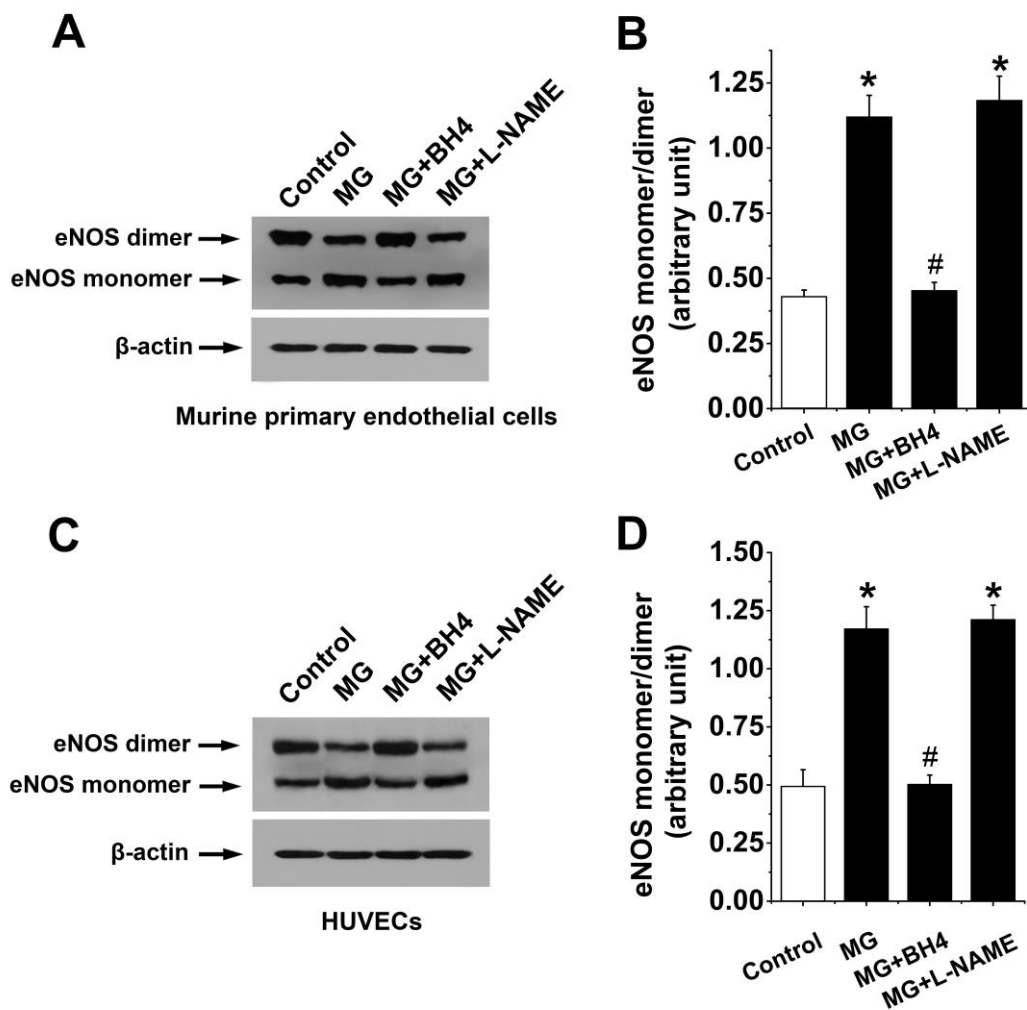 A
Control
MG
MG+BH4
MG+L-NAME
eNOS dimer
eNOS monomer
β-actin
Murine primary endothelial cells
B
eNOS monomer/dimer
(arbitrary unit)
1.25
1.00
0.75
0.50
0.25
0.00
*
#
*
Control
MG
MG+BH4
MG+L-NAME
C
Control
MG
MG+BH4
MG+L-NAME
eNOS dimer
eNOS monomer
β-actin
HUVECs
D
eNOS monomer/dimer
(arbitrary unit)
1.50
1.25
1.00
0.75
0.50
0.25
0.00
*
#
*
Control
MG
MG+BH4
MG+L-NAME